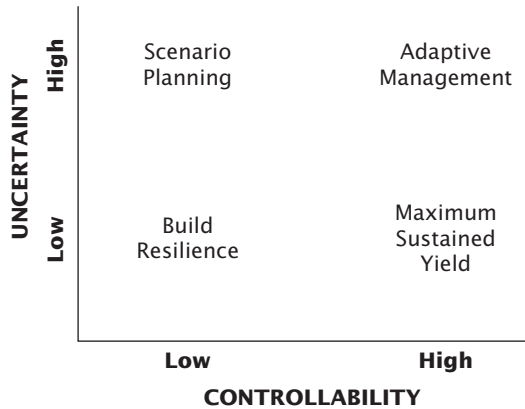 UNCERTAINTY
High
Low
Scenario
Planning
Adaptive
Management
Build
Resilience
Maximum
Sustained
Yield
Low
High
CONTROLLABILITY